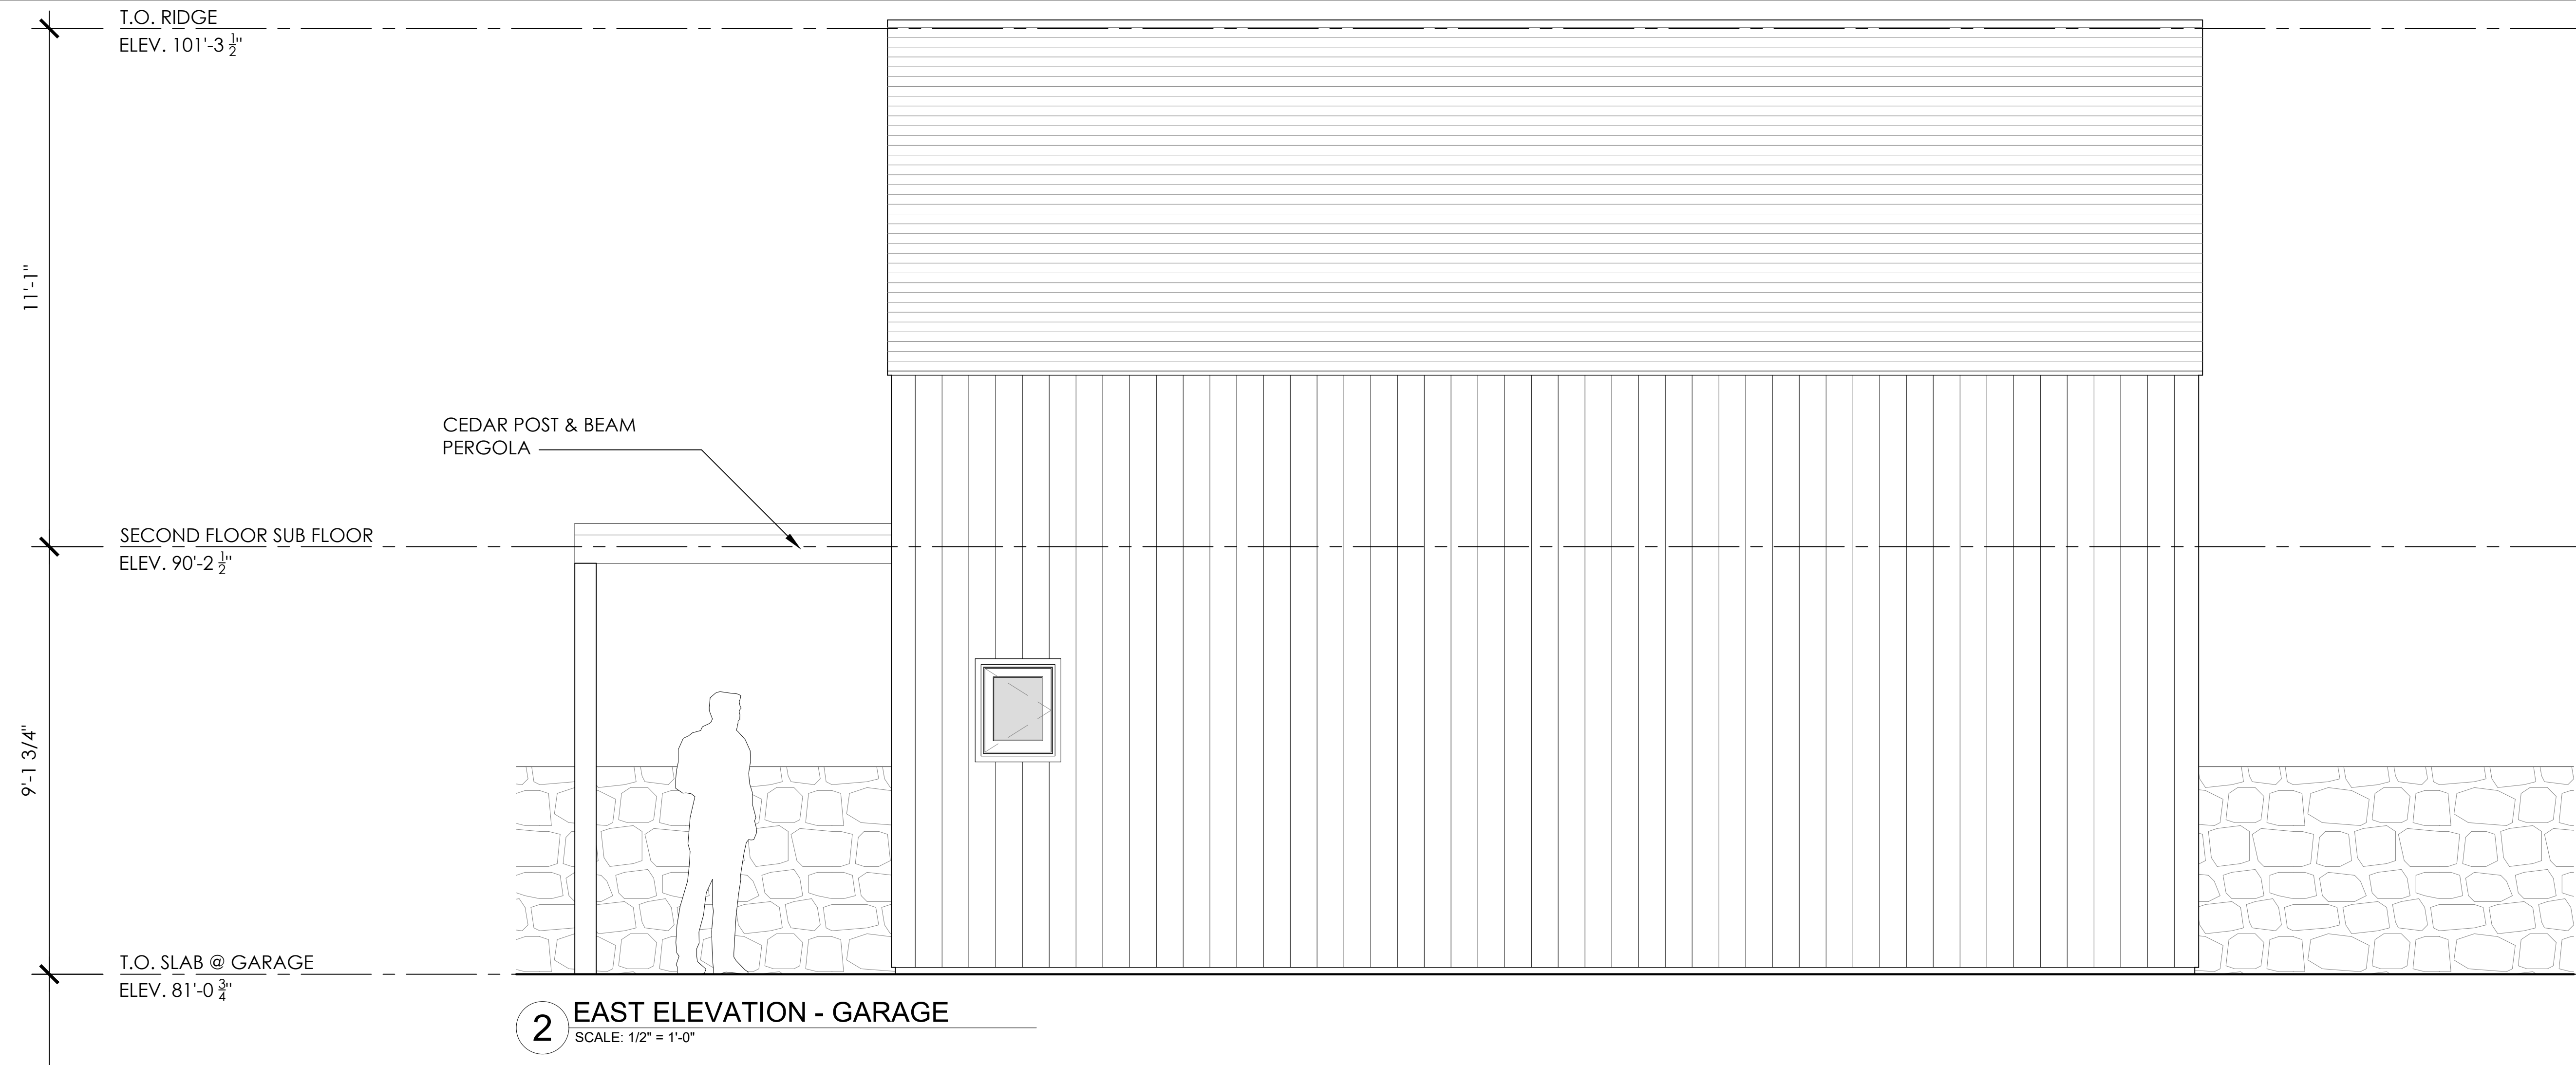 T.O. RIDGE
ELEV. 101'-3 1/2"
11'-1"
CEDAR POST & BEAM
PERGOLA
SECOND FLOOR SUB FLOOR
ELEV. 90'-2 1/2"
9'-1 3/4"
T.O. SLAB @ GARAGE
ELEV. 81'-0 3/4"
2 EAST ELEVATION - GARAGE
SCALE: 1/2" = 1'-0"